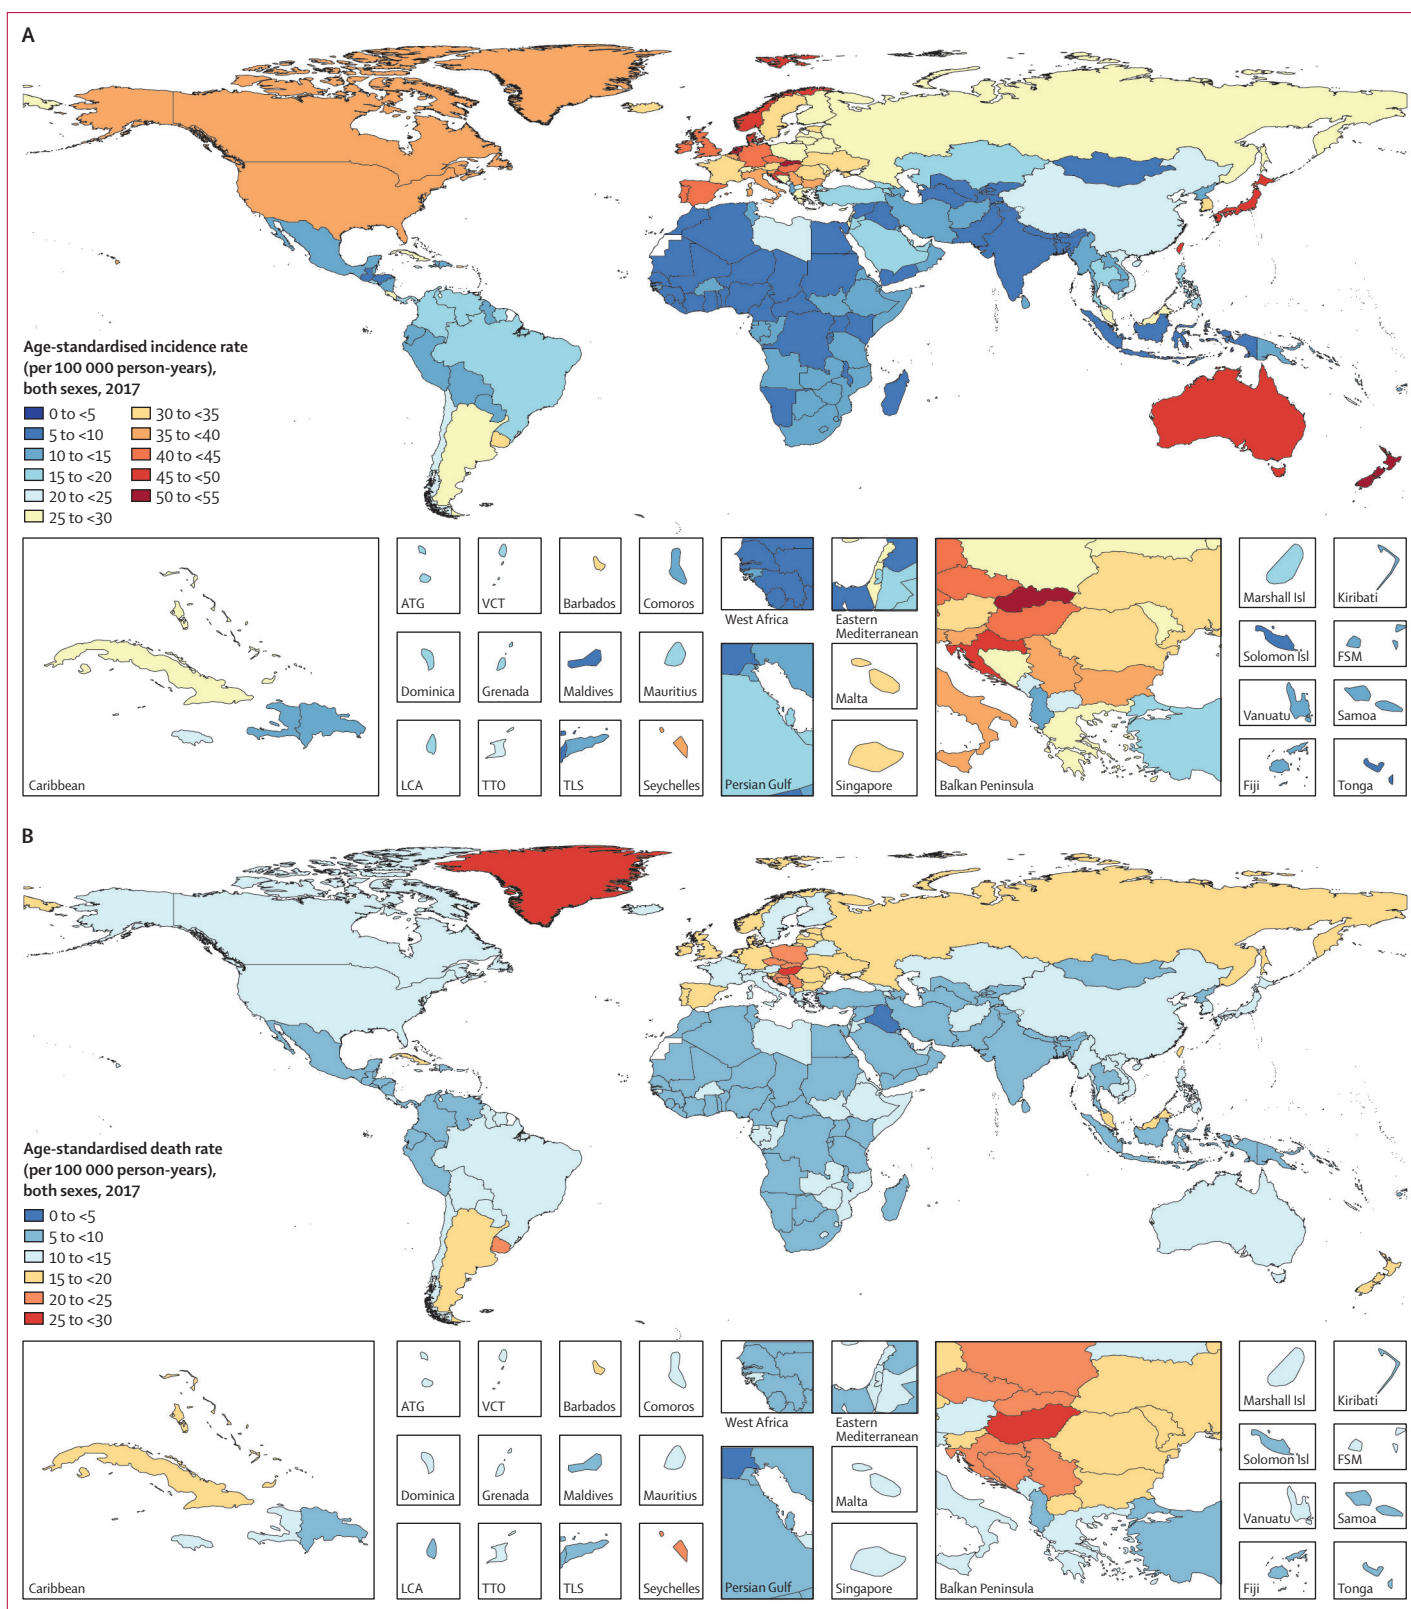 A
Age-standardised incidence rate
(per 100 000 person-years),
both sexes, 2017
0 to <5
5 to <10
10 to <15
15 to <20
20 to <25
25 to <30
30 to <35
35 to <40
40 to <45
45 to <50
50 to <55
Caribbean
ATG
VCT
Barbados
Comoros
Dominica
Grenada
Maldives
Mauritius
LCA
TTO
TLS
Seychelles
West Africa
Eastern
Mediterranean
Persian Gulf
Malta
Singapore
Balkan Peninsula
Marshall Isl
Kiribati
Solomon Isl
FSM
Vanuatu
Samoa
Fiji
Tonga
B
Age-standardised death rate
(per 100 000 person-years),
both sexes, 2017
0 to <5
5 to <10
10 to <15
15 to <20
20 to <25
25 to <30
Caribbean
ATG
VCT
Barbados
Comoros
Dominica
Grenada
Maldives
Mauritius
LCA
TTO
TLS
Seychelles
West Africa
Eastern
Mediterranean
Persian Gulf
Malta
Singapore
Balkan Peninsula
Marshall Isl
Kiribati
Solomon Isl
FSM
Vanuatu
Samoa
Fiji
Tonga